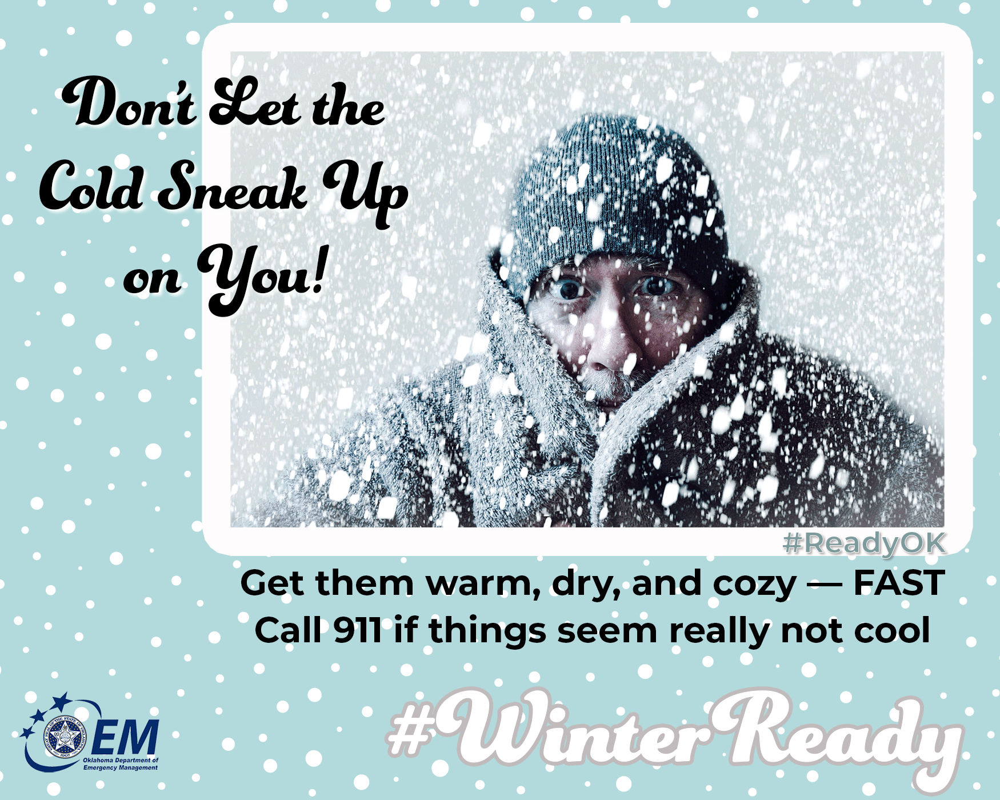 Don't Let the
Cold Sneak Up
on You!
#ReadyOK
Get them warm, dry, and cozy — FAST
Call 911 if things seem really not cool
#WinterReady
GREAT SEAL OF THE STATE OF OKLAHOMA
1907
OEM
Oklahoma Department of
Emergency Management